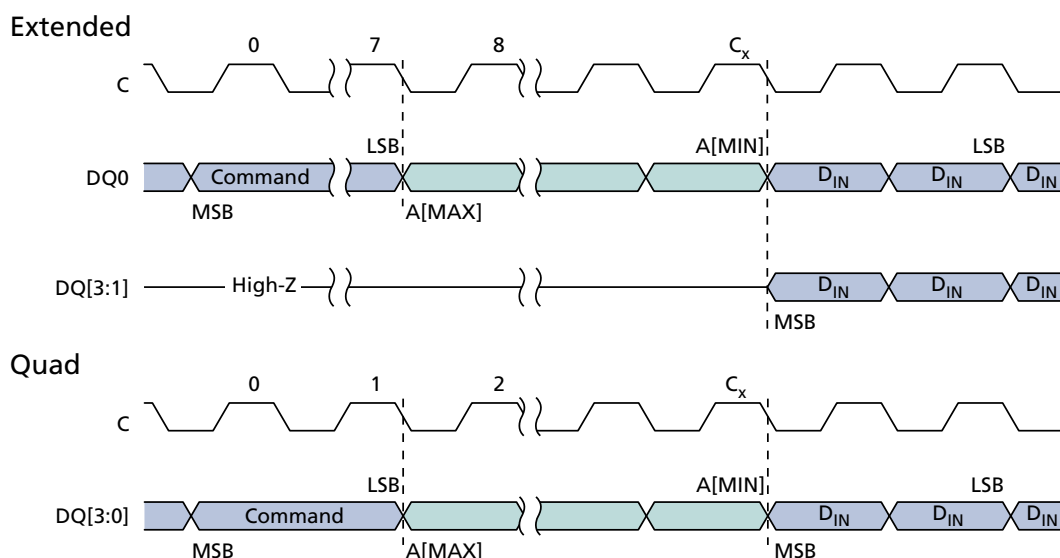 Extended
0 7 8 Cx
C
LSB A[MIN] LSB
DQ0 Command DIN DIN DIN
MSB A[MAX]
DQ[3:1] High-Z DIN DIN DIN
MSB
Quad
0 1 2 Cx
C
LSB A[MIN] LSB
DQ[3:0] Command DIN DIN DIN
MSB A[MAX] MSB